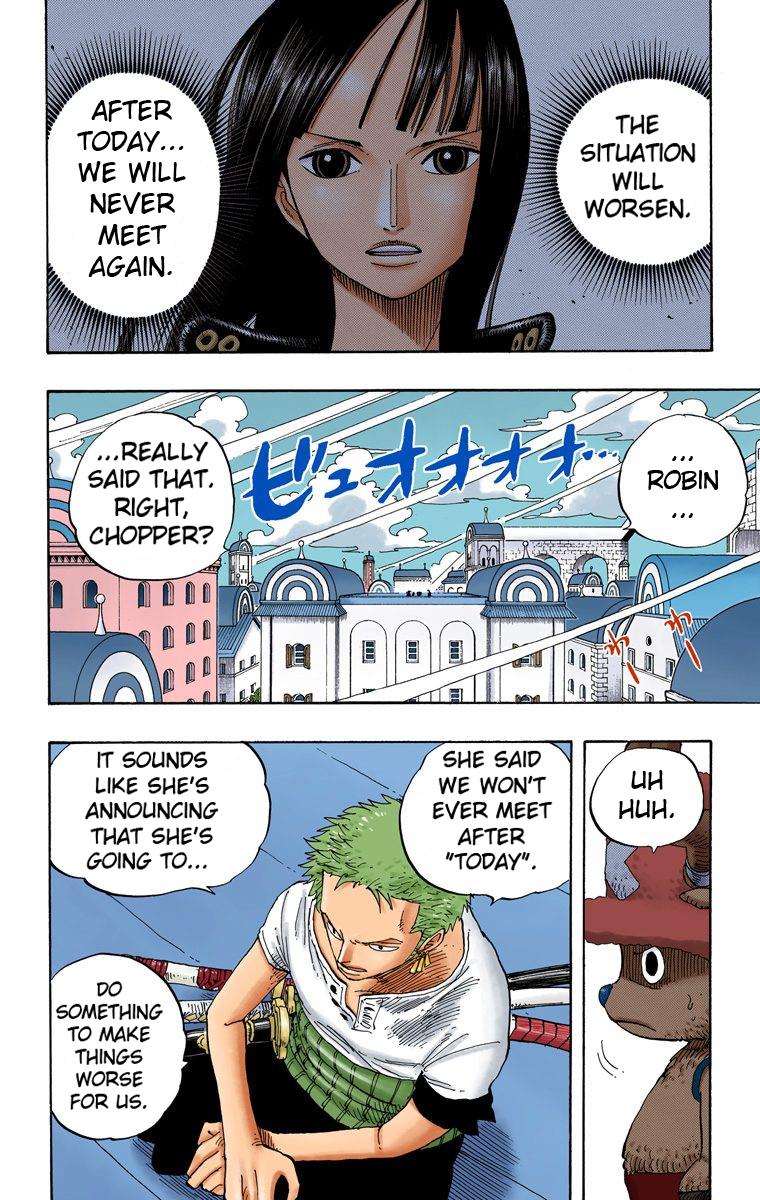 THE
SITUATION
WILL
WORSEN.
AFTER
TODAY...
WE WILL
NEVER
MEET
AGAIN.
...
ROBIN
...
ビュオオオオ...
...REALLY
SAID THAT.
RIGHT,
CHOPPER?
わ
わ
UH
HUH.
SHE SAID
WE WON'T
EVER MEET
AFTER
"TODAY".
IT SOUNDS
LIKE SHE'S
ANNOUNCING
THAT SHE'S
GOING TO...
DO
SOMETHING
TO MAKE
THINGS
WORSE
FOR US.